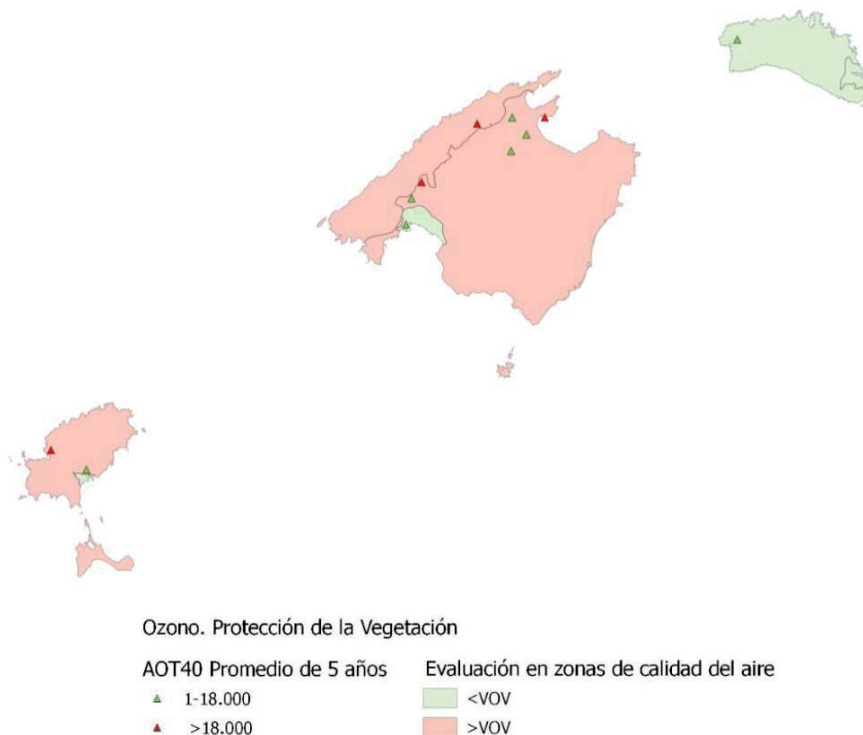 Ozono. Protección de la Vegetación
AOT40 Promedio de 5 años
1-18.000
>18.000
Evaluación en zonas de calidad del aire
<VOV
>VOV